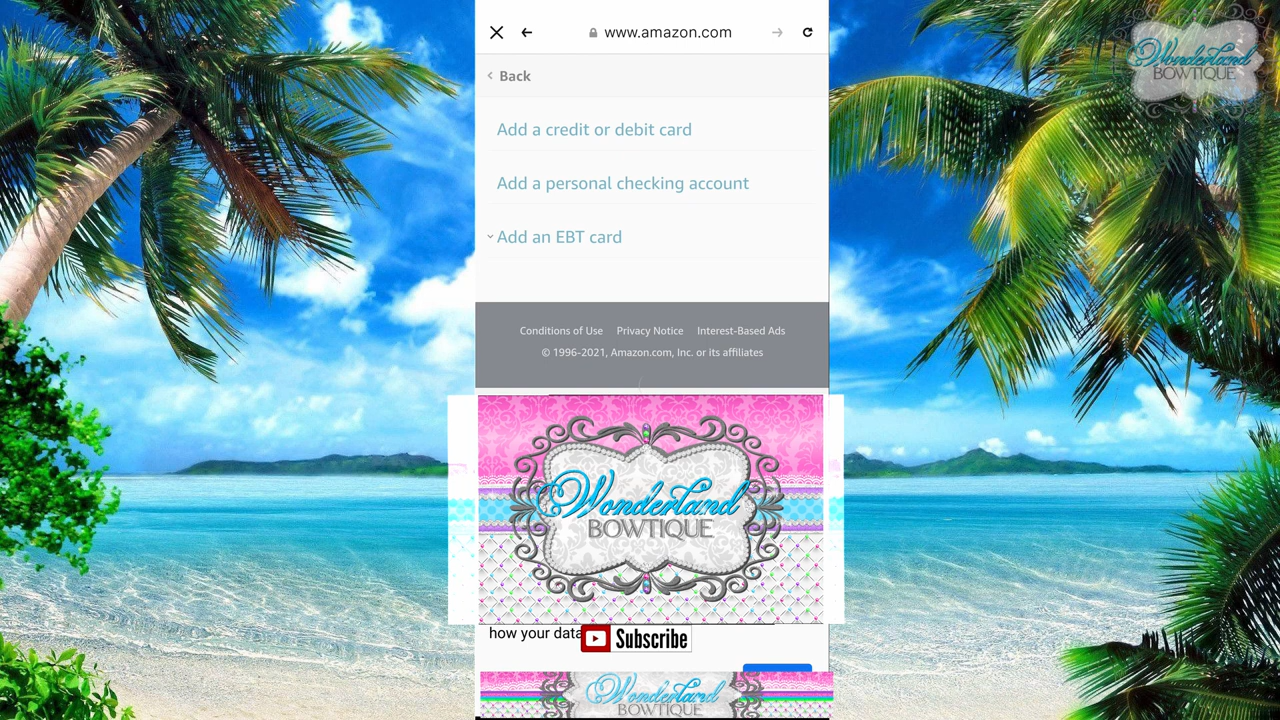 www.amazon.com
Wonderland
BOWTIQUE
Back
Add a credit or debit card
Add a personal checking account
Add an EBT card
Conditions of Use Privacy Notice Interest-Based Ads
© 1996-2021, Amazon.com, Inc. or its affiliates
Wonderland
BOWTIQUE
how your data
Subscribe
Wonderland
BOWTIQUE